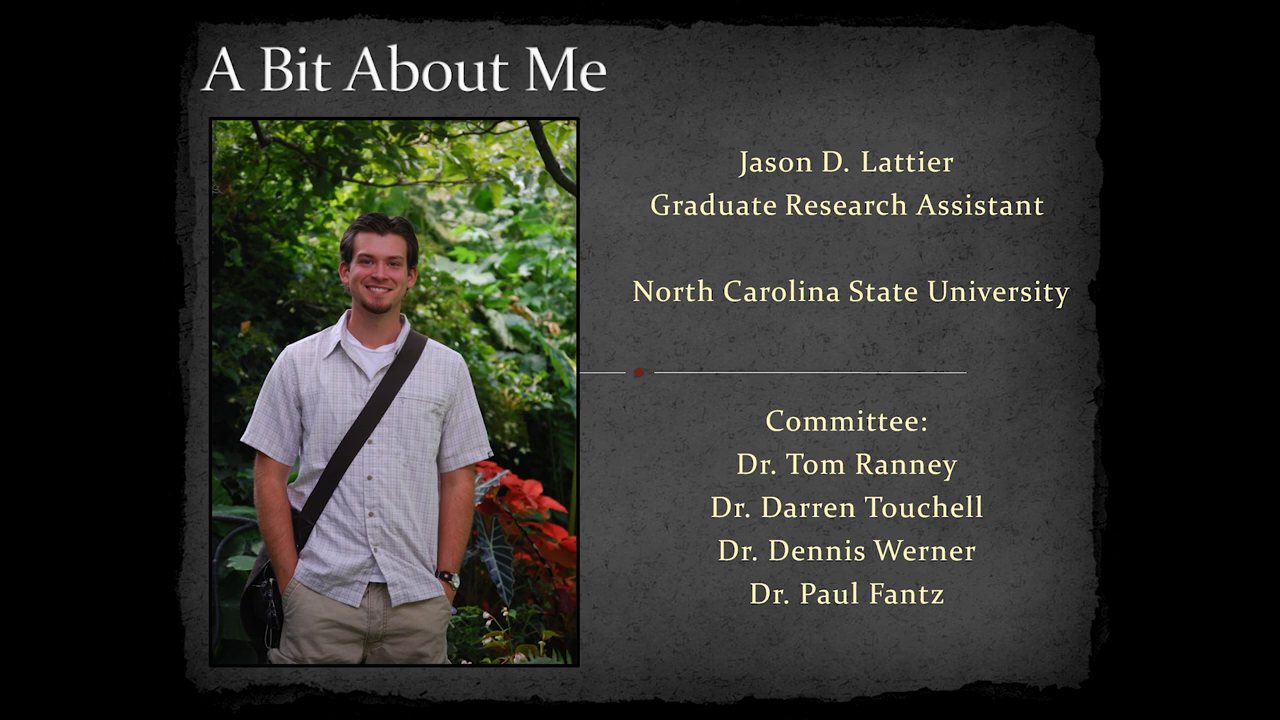 A Bit About Me
Jason D. Lattier
Graduate Research Assistant
North Carolina State University
Committee:
Dr. Tom Ranney
Dr. Darren Touchell
Dr. Dennis Werner
Dr. Paul Fantz